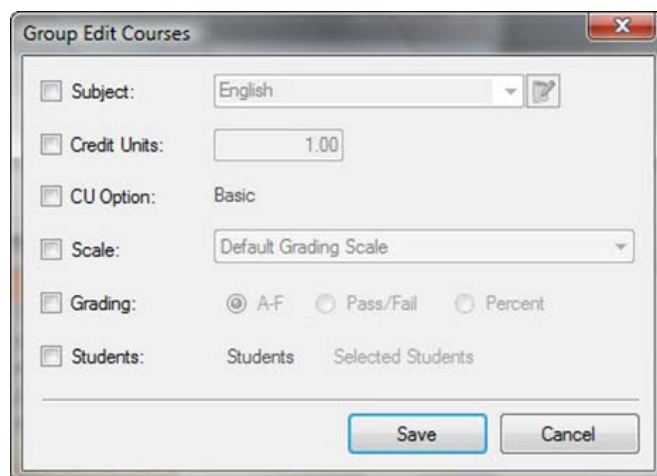 Group Edit Courses
Subject: English
Credit Units: 1.00
CU Option: Basic
Scale: Default Grading Scale
Grading: A-F Pass/Fail Percent
Students: Students Selected Students
Save Cancel